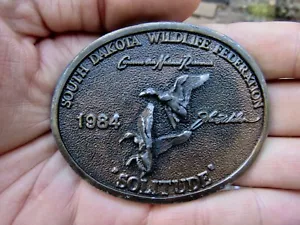 SOUTH DAKOTA WILDLIFE FEDERATION
1984
"SOLITUDE"